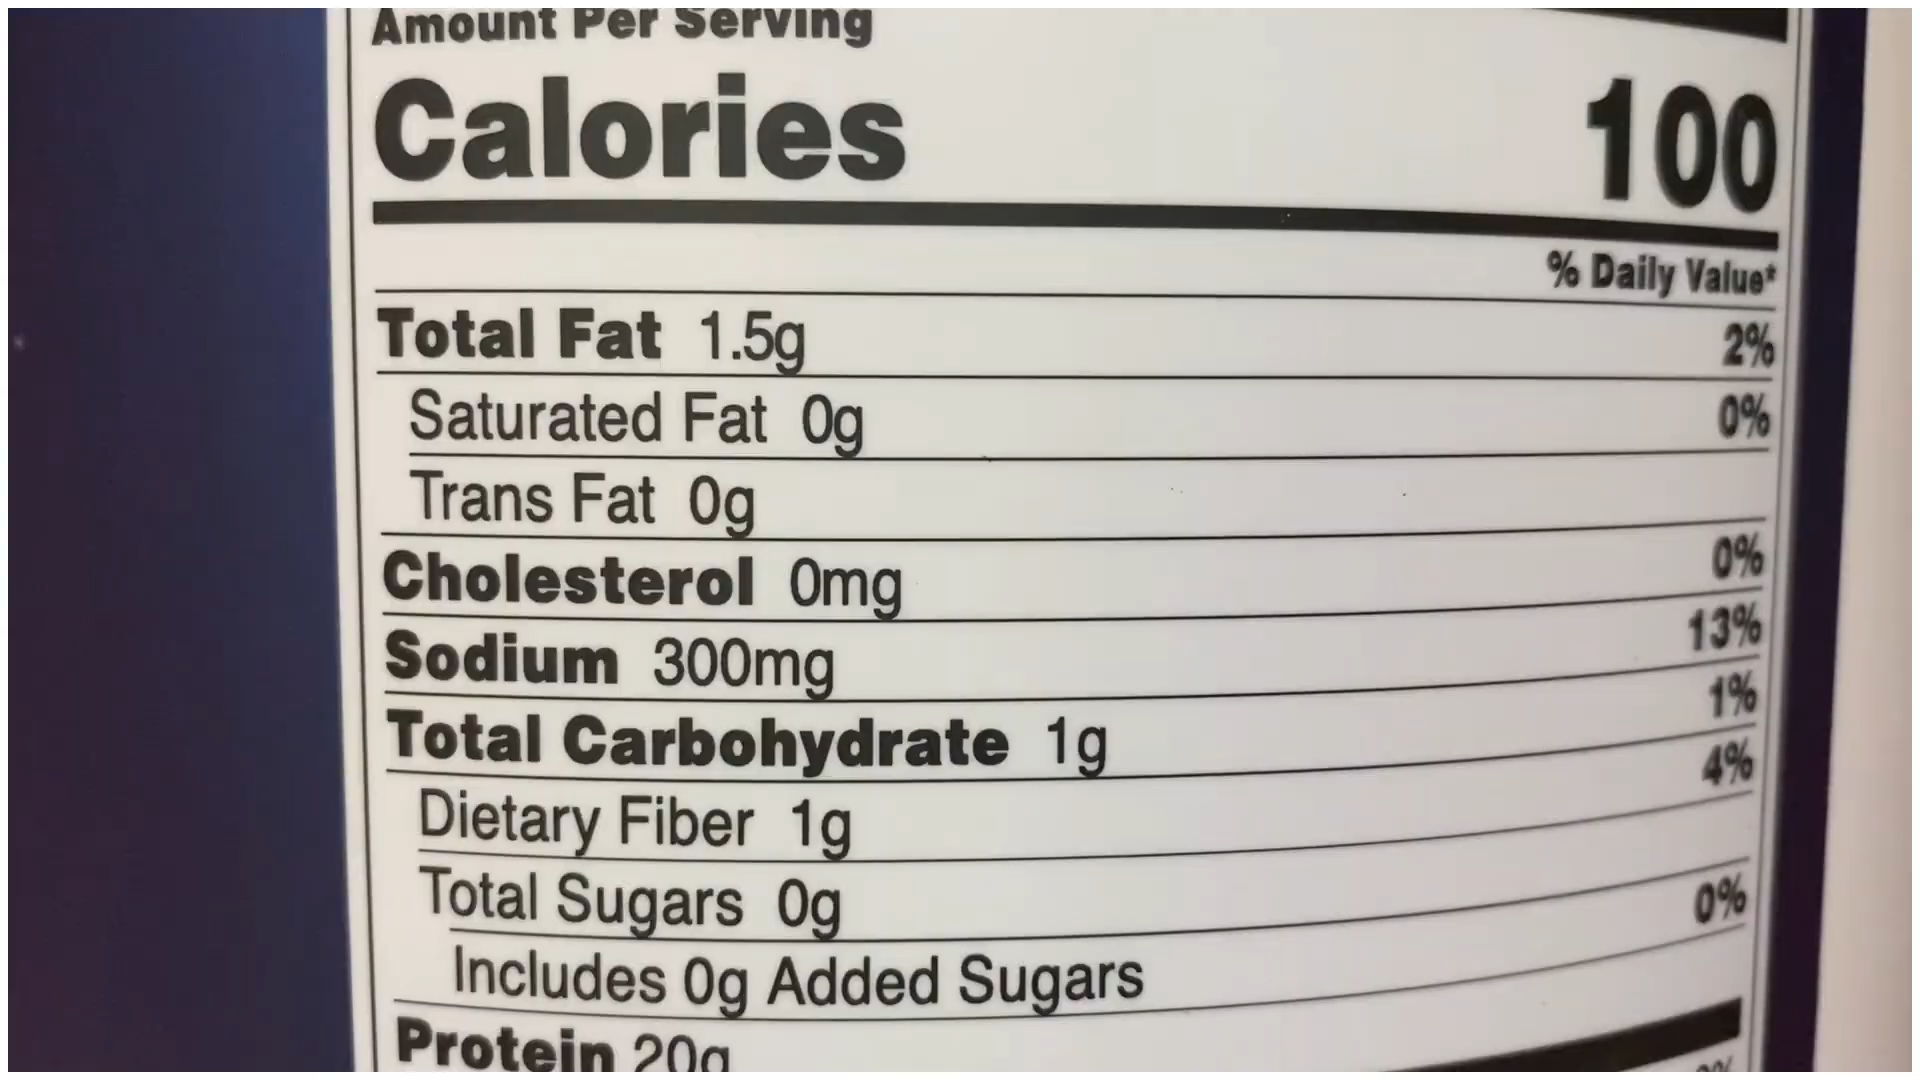 Amount Per Serving
Calories 100
% Daily Value*
Total Fat 1.5g 2%
Saturated Fat 0g 0%
Trans Fat 0g
Cholesterol 0mg 0%
Sodium 300mg 13%
Total Carbohydrate 1g 1%
Dietary Fiber 1g 4%
Total Sugars 0g
Includes 0g Added Sugars 0%
Protein 20g